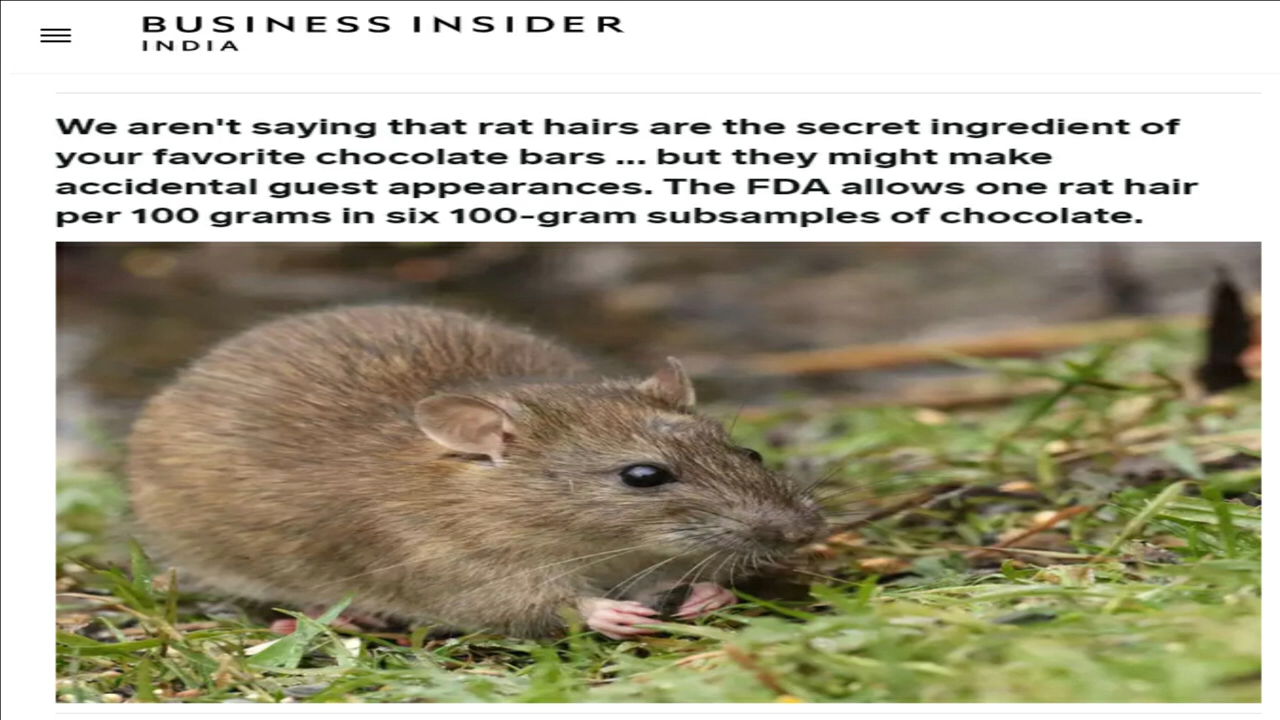 BUSINESS INSIDER
INDIA
We aren't saying that rat hairs are the secret ingredient of
your favorite chocolate bars ... but they might make
accidental guest appearances. The FDA allows one rat hair
per 100 grams in six 100-gram subsamples of chocolate.